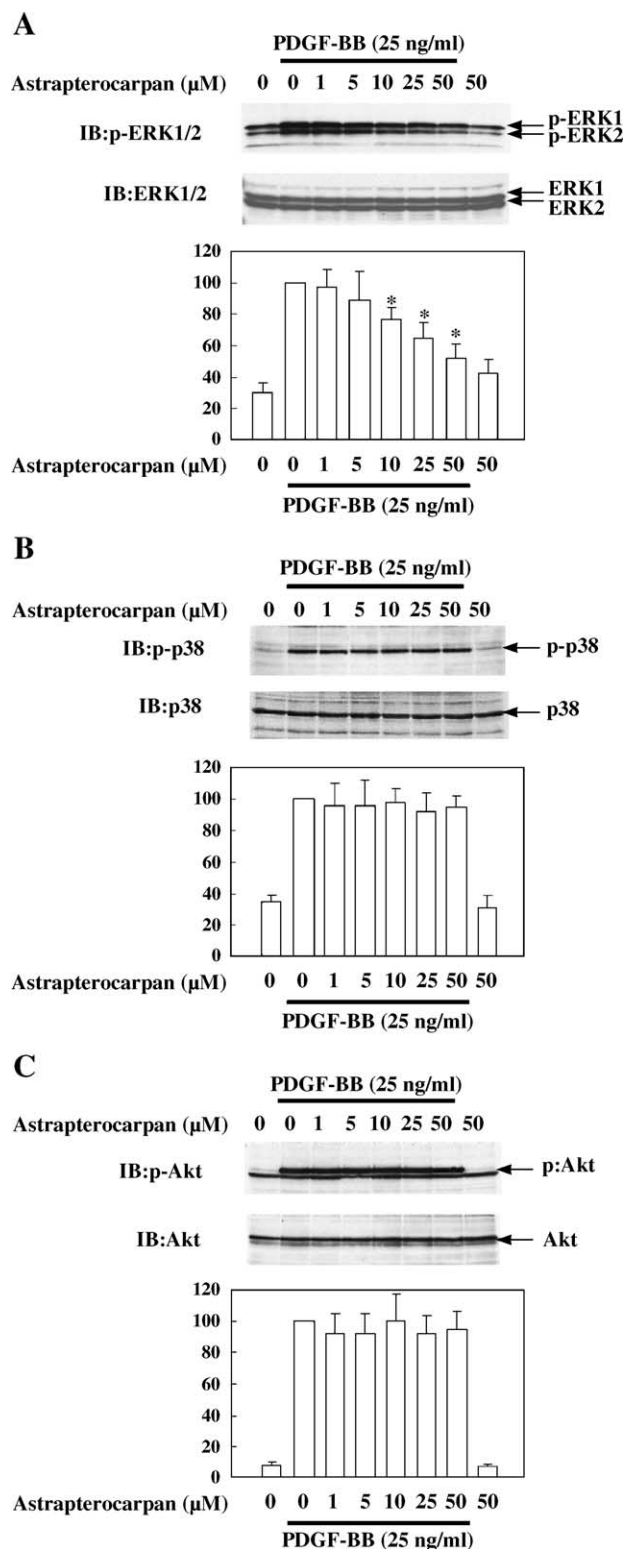 A
PDGF-BB (25 ng/ml)
Astrapterocarpan (µM) 0 0 1 5 10 25 50 50
IB:p-ERK1/2
p-ERK1
p-ERK2
IB:ERK1/2
ERK1
ERK2
120
100
80
60
40
20
0
* * *
Astrapterocarpan (µM) 0 0 1 5 10 25 50 50
PDGF-BB (25 ng/ml)
B
PDGF-BB (25 ng/ml)
Astrapterocarpan (µM) 0 0 1 5 10 25 50 50
IB:p-p38
p-p38
IB:p38
p38
120
100
80
60
40
20
0
Astrapterocarpan (µM) 0 0 1 5 10 25 50 50
PDGF-BB (25 ng/ml)
C
PDGF-BB (25 ng/ml)
Astrapterocarpan (µM) 0 0 1 5 10 25 50 50
IB:p-Akt
p:Akt
IB:Akt
Akt
120
100
80
60
40
20
0
Astrapterocarpan (µM) 0 0 1 5 10 25 50 50
PDGF-BB (25 ng/ml)